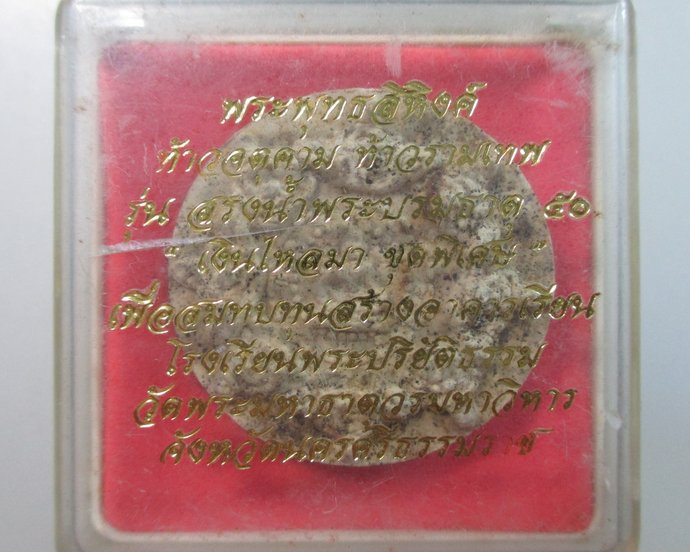 พระพุทธสิหิงค์
ท้าวจตุคาม ท้าวรามเทพ
รุ่น สรงน้ำพระบรมธาตุ ๕๐
" เงินไหลมา ชุดพิเศษ "
เพื่อสมทบทุนสร้างอาคารเรียน
โรงเรียนพระปริยัติธรรม
วัดพระมหาธาตุวรมหาวิหาร
จังหวัดนครศรีธรรมราช